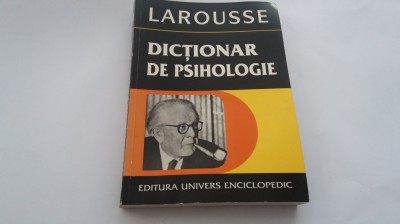 LAROUSSE
DICȚIONAR
DE PSIHOLOGIE
EDITURA UNIVERS ENCICLOPEDIC